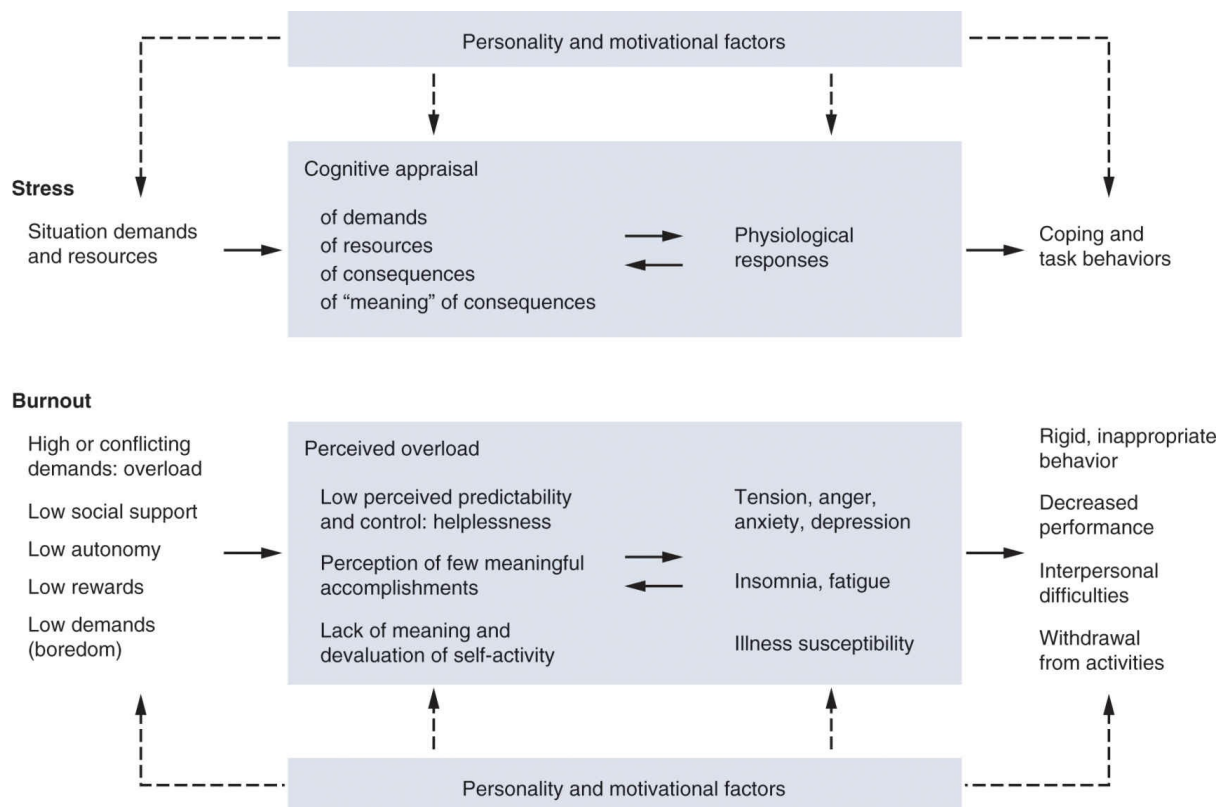 Personality and motivational factors
Stress
Situation demands
and resources
Cognitive appraisal
of demands
of resources
of consequences
of “meaning” of consequences
Physiological
responses
Coping and
task behaviors
Burnout
High or conflicting
demands: overload
Low social support
Low autonomy
Low rewards
Low demands
(boredom)
Perceived overload
Low perceived predictability
and control: helplessness
Perception of few meaningful
accomplishments
Lack of meaning and
devaluation of self-activity
Tension, anger,
anxiety, depression
Insomnia, fatigue
Illness susceptibility
Rigid, inappropriate
behavior
Decreased
performance
Interpersonal
difficulties
Withdrawal
from activities
Personality and motivational factors